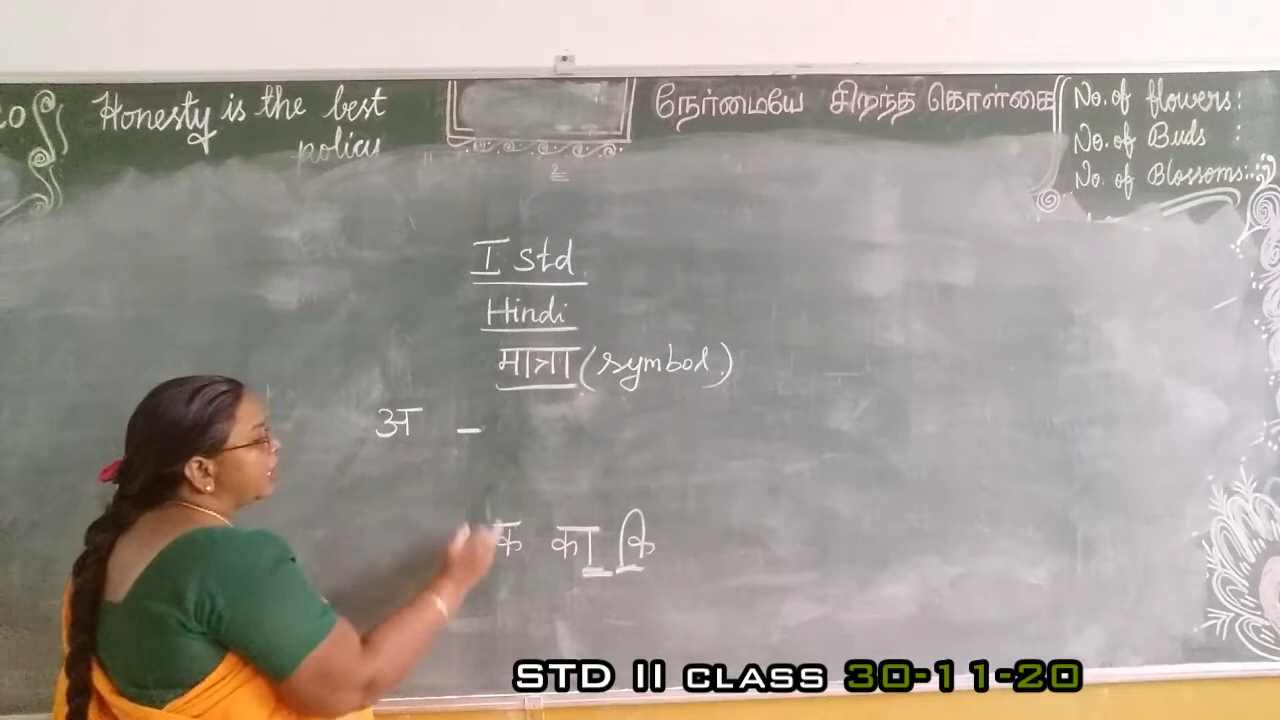 Honesty is the best
policy
நேர்மையே சிறந்த கொள்கை
No. of flowers:
No. of Buds :
No. of Blossoms:
I std
Hindi
मात्रा (symbol)
अ -
क का कि
STD II CLASS 30-11-20